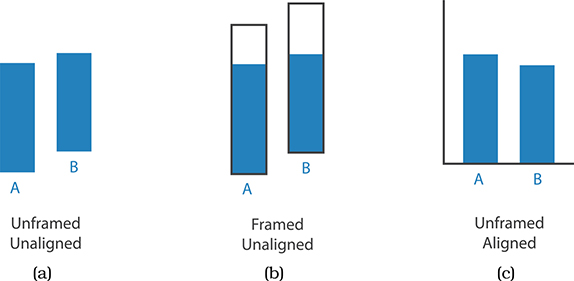 A
B
Unframed
Unaligned
(a)
A
B
Framed
Unaligned
(b)
A B
Unframed
Aligned
(c)